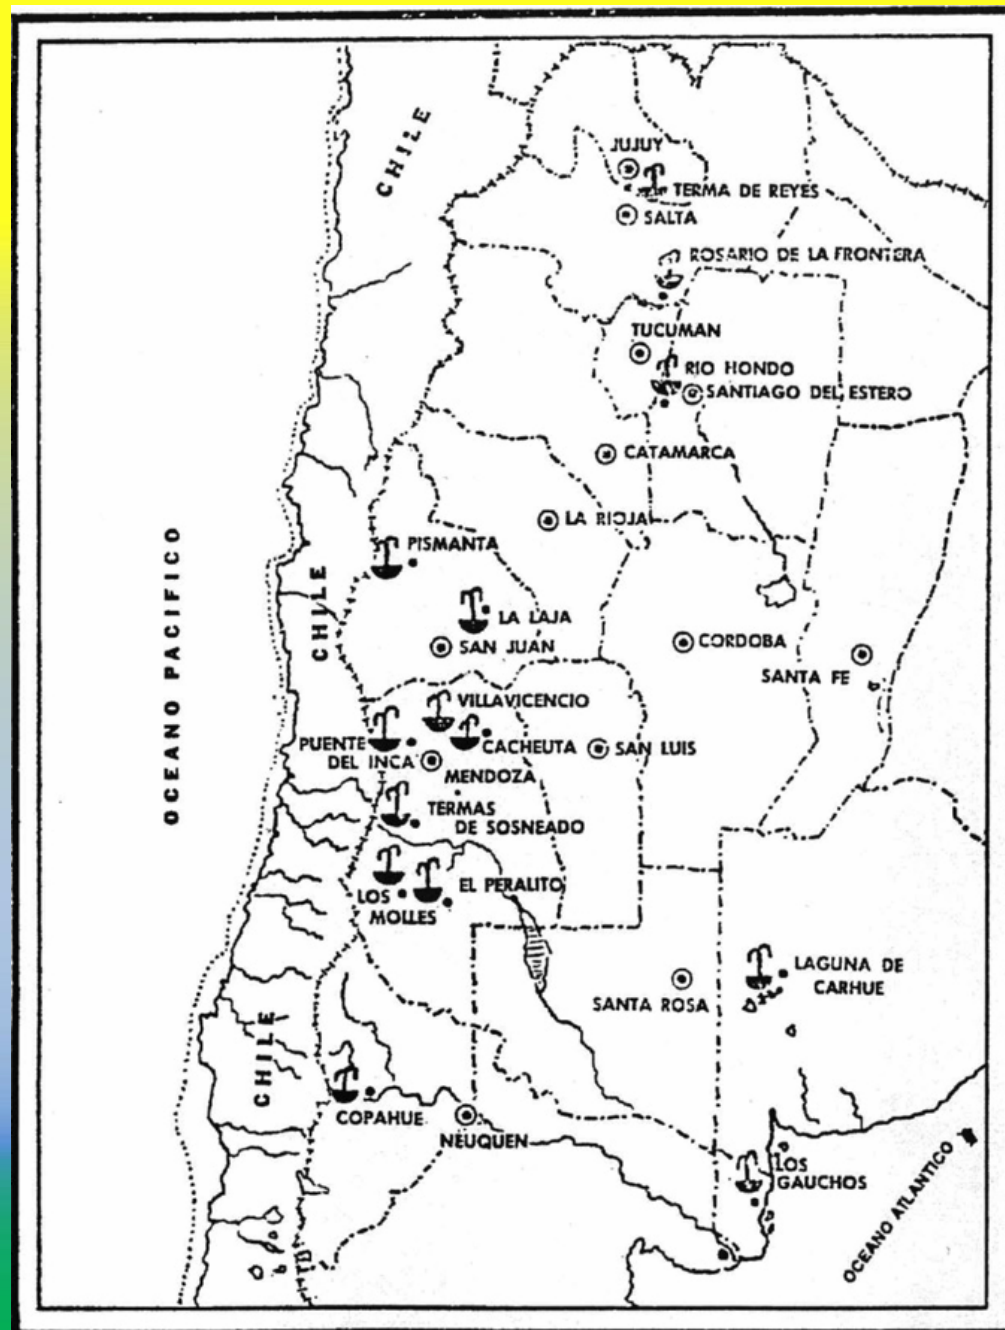 CHILE
JUJUY
TERMA DE REYES
SALTA
ROSARIO DE LA FRONTERA
TUCUMAN
RIO HONDO
SANTIAGO DEL ESTERO
CATAMARCA
LA RIOJA
OCEANO PACIFICO
PISMANTA
CHILE
LA LAJA
SAN JUAN
CORDOBA
SANTA FE
VILLAVICENCIO
PUENTE
DEL INCA
CACHEUTA
SAN LUIS
MENDOZA
TERMAS
DE SOSNEADO
LOS
MOLLES
EL PERALITO
LAGUNA DE
CARHUE
SANTA ROSA
CHILE
COPAHUE
NEUQUEN
LOS
GAUCHOS
OCEANO ATLANTICO